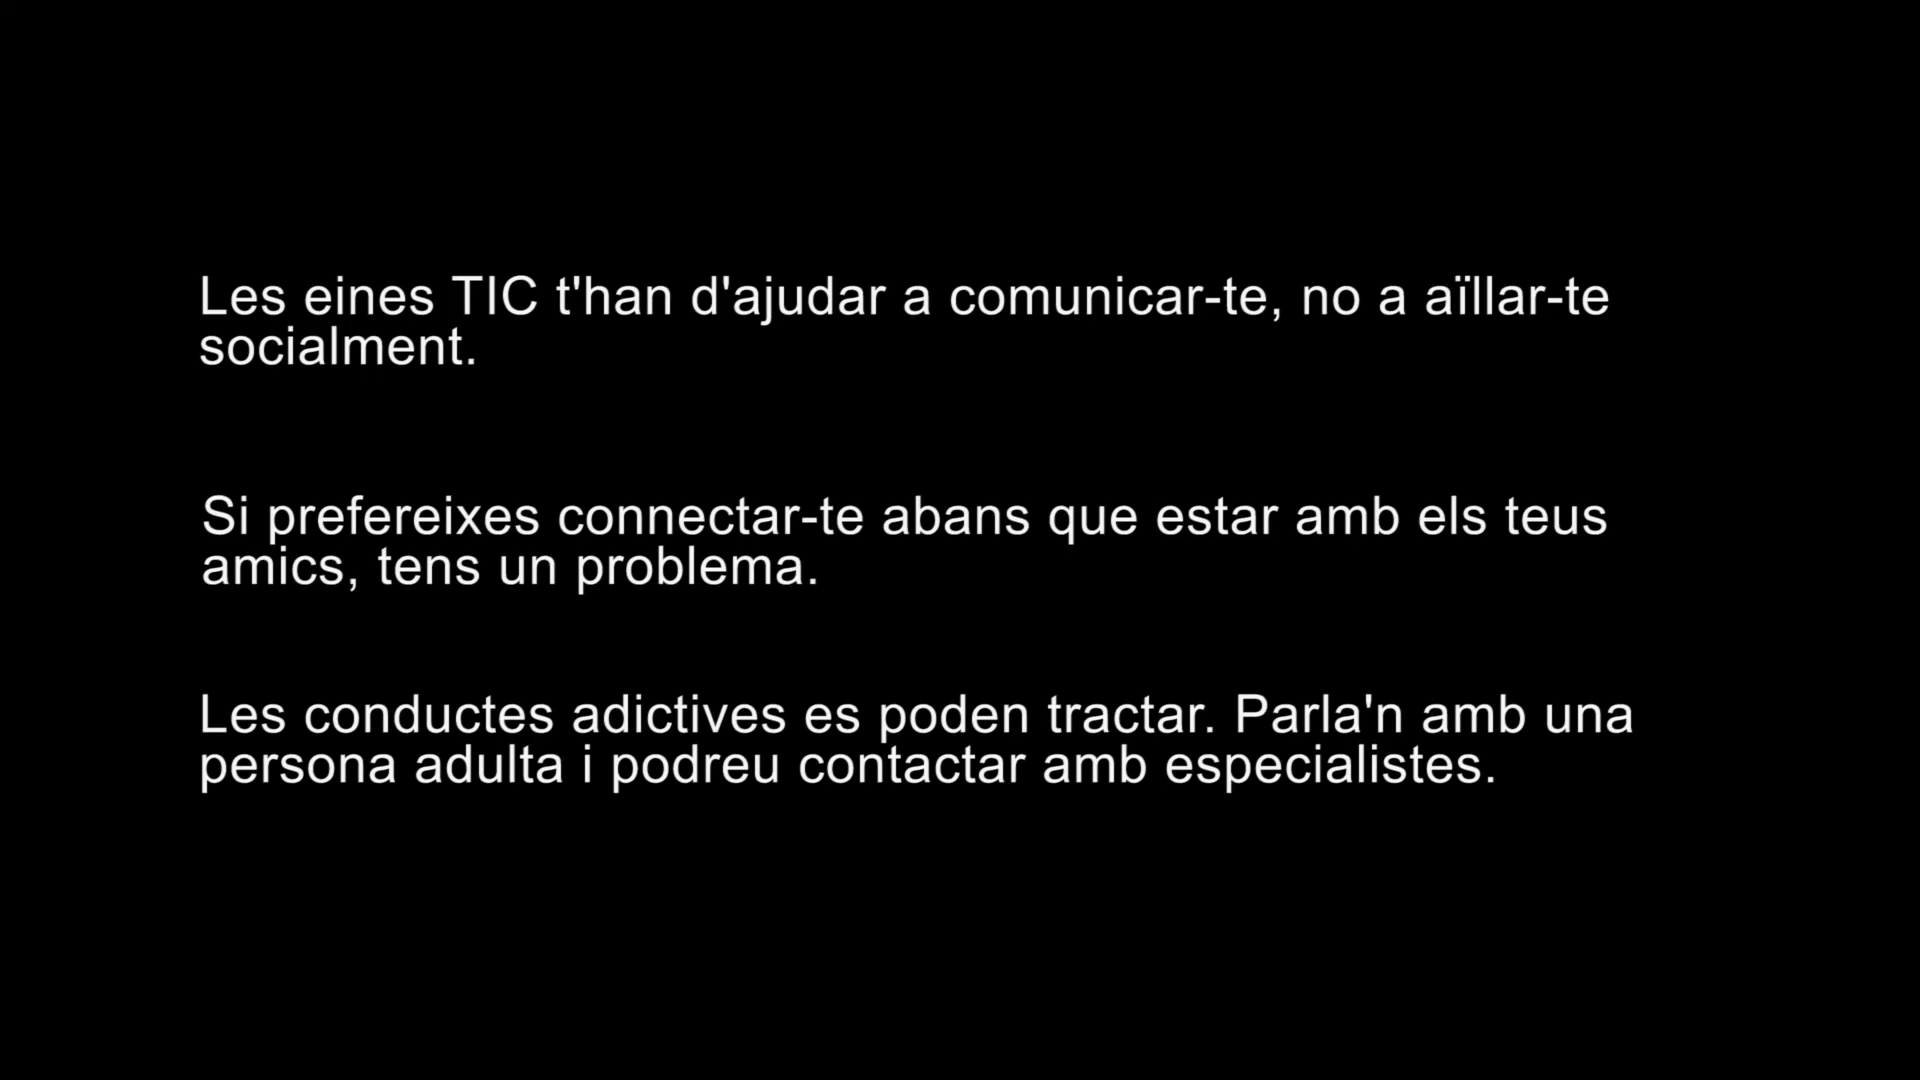 Les eines TIC t'han d'ajudar a comunicar-te, no a aïllar-te
socialment.
Si prefereixes connectar-te abans que estar amb els teus
amics, tens un problema.
Les conductes adictives es poden tractar. Parla'n amb una
persona adulta i podreu contactar amb especialistes.